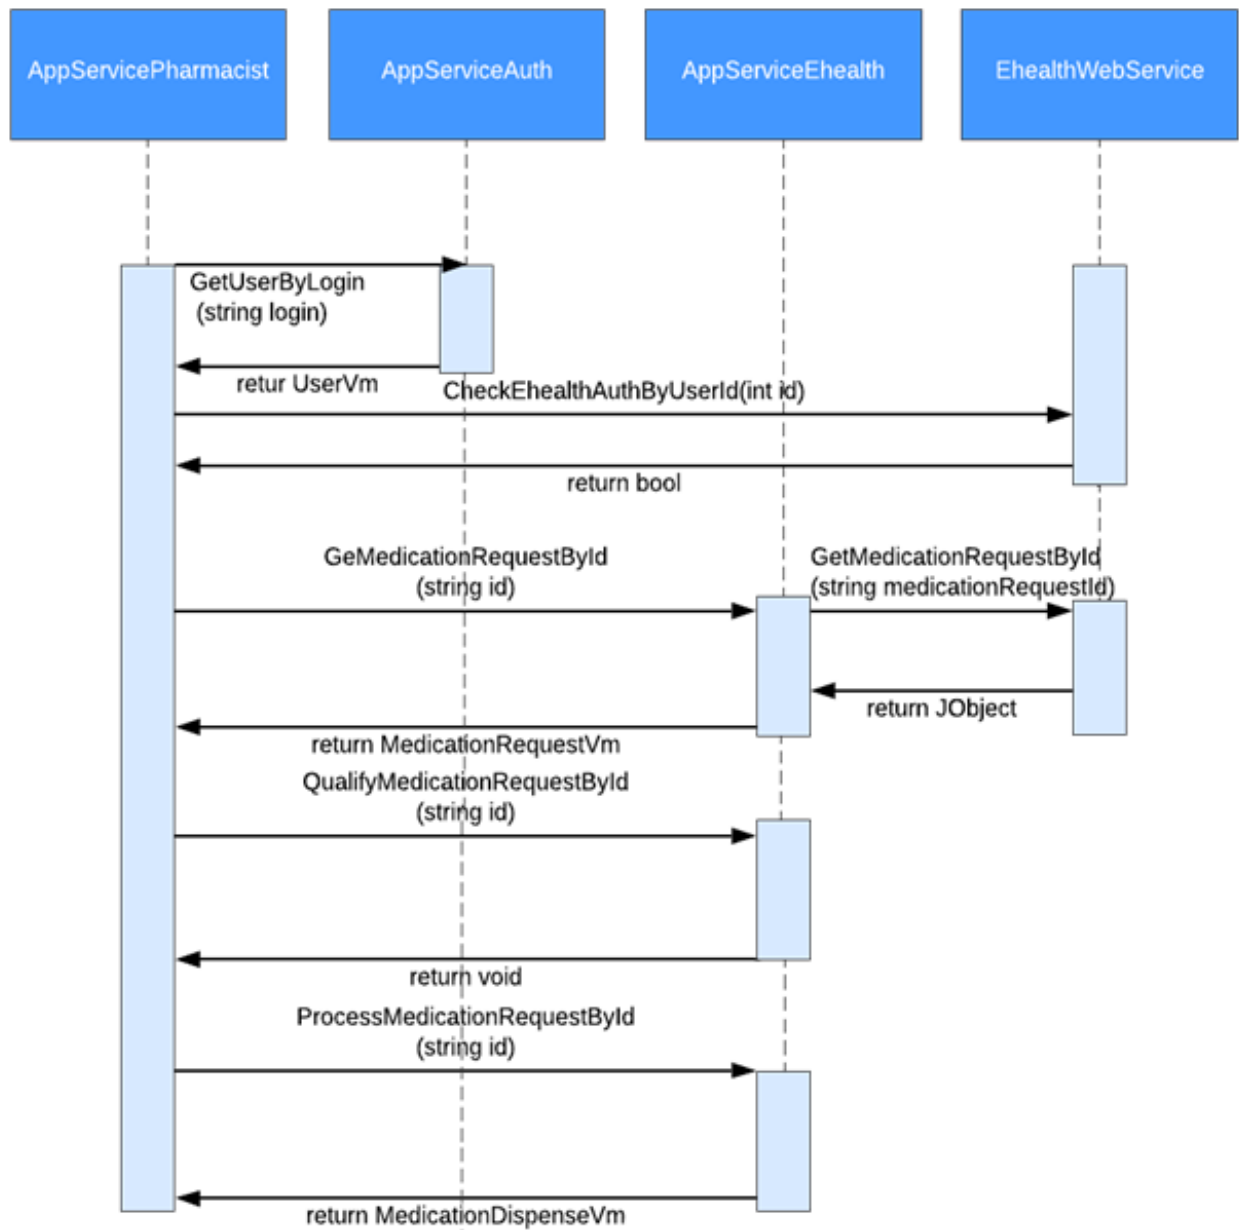 AppServicePharmacist
AppServiceAuth
AppServiceEhealth
EhealthWebService
GetUserByLogin
(string login)
retur UserVm
CheckEhealthAuthByUserId(int id)
return bool
GeMedicationRequestById
(string id)
GetMedicationRequestById
(string medicationRequestId)
return JObject
return MedicationRequestVm
QualifyMedicationRequestById
(string id)
return void
ProcessMedicationRequestById
(string id)
return MedicationDispenseVm